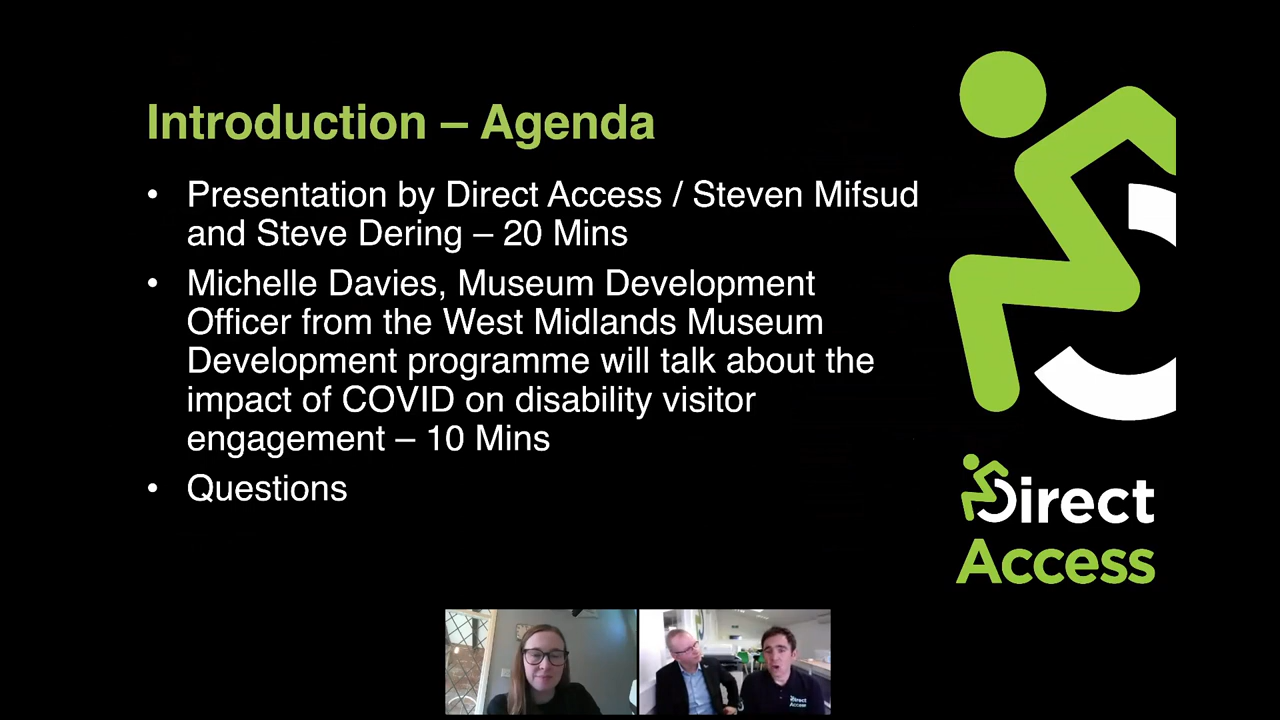 Introduction – Agenda
• Presentation by Direct Access / Steven Mifsud
and Steve Dering – 20 Mins
• Michelle Davies, Museum Development
Officer from the West Midlands Museum
Development programme will talk about the
impact of COVID on disability visitor
engagement – 10 Mins
• Questions
Direct
Access
Direct
Access